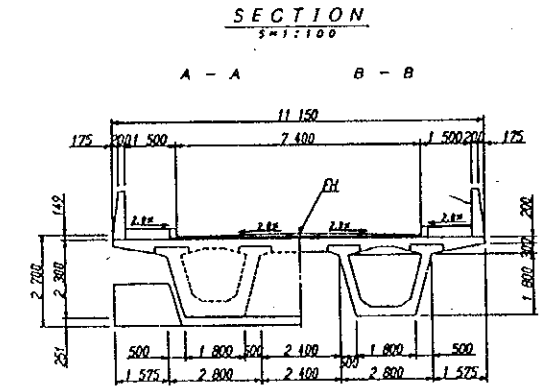 SECTION
S=1:100
A - A B - B
11 150
175 200 1 500 7 400 1 500 200 175
FH
149 2.0% 2.0% 2.0% 2.0% 200
2 700 2 300 251 300 1 800
500 1 800 500 2 400 500 1 800 500
1 575 2 800 2 400 2 800 1 575